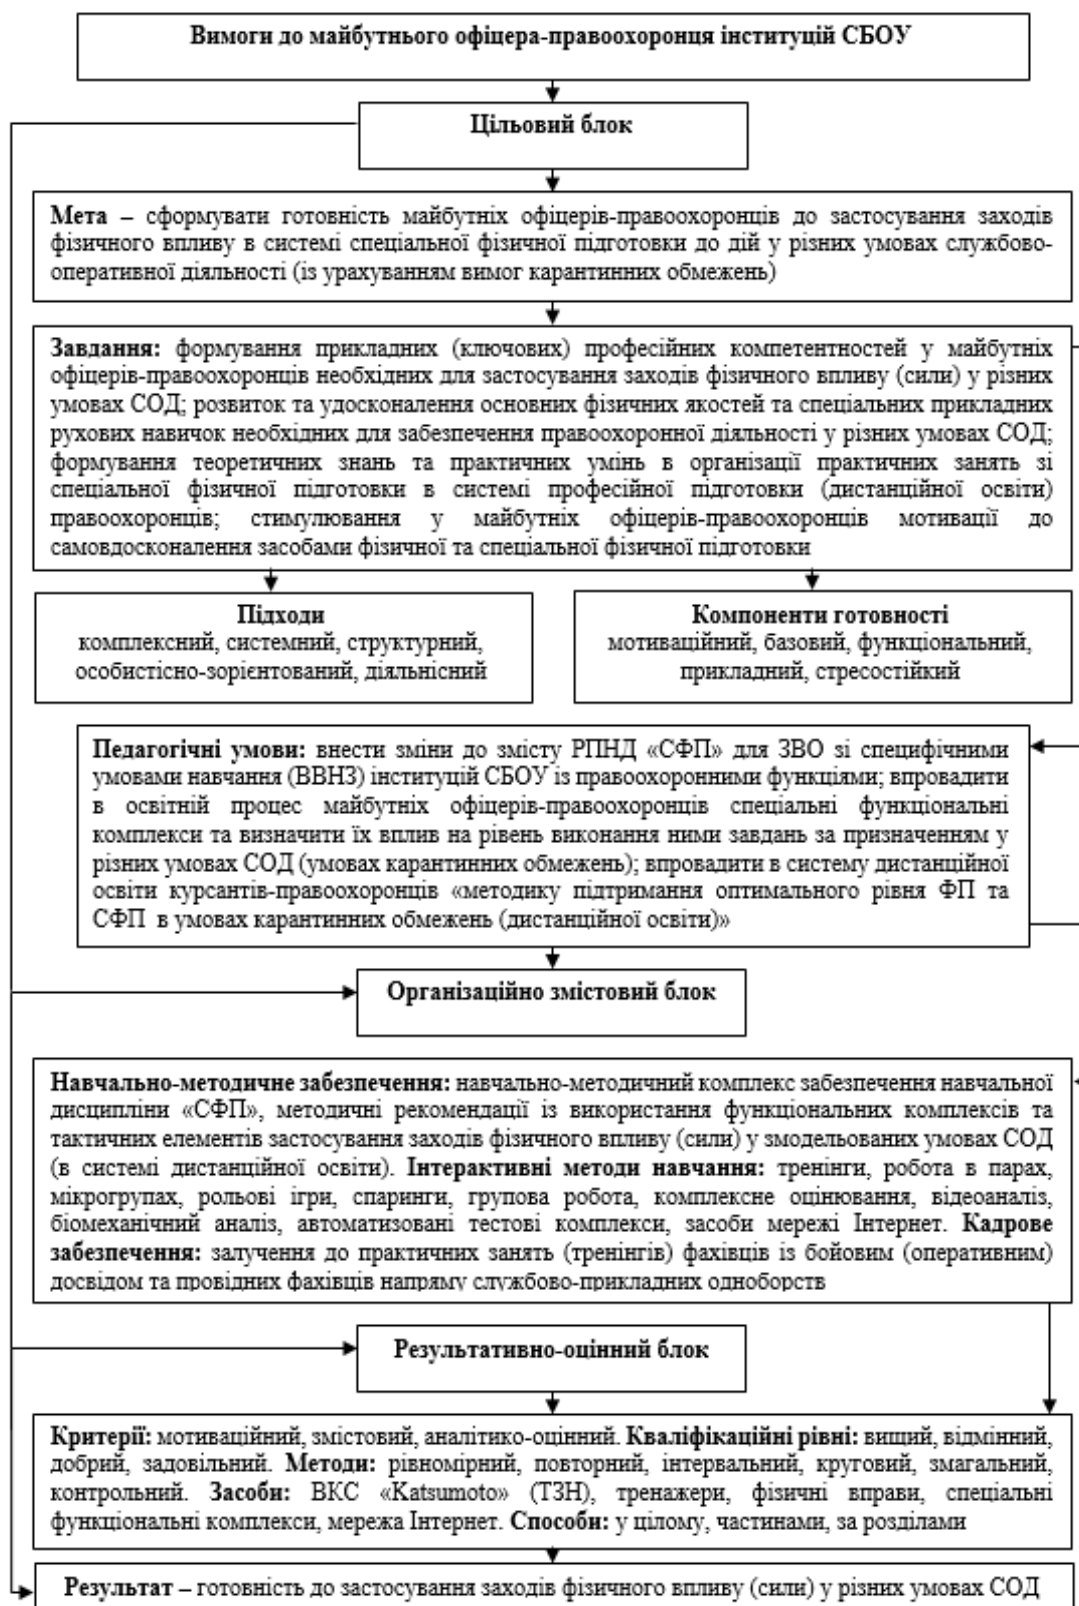 Вимоги до майбутнього офіцера-правоохоронця інституцій СБОУ
Цільовий блок
Мета – сформувати готовність майбутніх офіцерів-правоохоронців до застосування заходів
фізичного впливу в системі спеціальної фізичної підготовки до дій у різних умовах службово-
оперативної діяльності (із урахуванням вимог карантинних обмежень)
Завдання: формування прикладних (ключових) професійних компетентностей у майбутніх
офіцерів-правоохоронців необхідних для застосування заходів фізичного впливу (сили) у різних
умовах СОД; розвиток та удосконалення основних фізичних якостей та спеціальних прикладних
рухових навичок необхідних для забезпечення правоохоронної діяльності у різних умовах СОД;
формування теоретичних знань та практичних умінь в організації практичних занять зі
спеціальної фізичної підготовки в системі професійної підготовки (дистанційної освіти)
правоохоронців; стимулювання у майбутніх офіцерів-правоохоронців мотивації до
самовдосконалення засобами фізичної та спеціальної фізичної підготовки
Підходи
комплексний, системний, структурний,
особистісно-зорієнтований, діяльнісний
Компоненти готовності
мотиваційний, базовий, функціональний,
прикладний, стресостійкий
Педагогічні умови: внести зміни до змісту РПНД «СФП» для ЗВО зі специфічними
умовами навчання (ВВНЗ) інституцій СБОУ із правоохоронними функціями; впровадити
в освітній процес майбутніх офіцерів-правоохоронців спеціальні функціональні
комплекси та визначити їх вплив на рівень виконання ними завдань за призначенням у
різних умовах СОД (умовах карантинних обмежень); впровадити в систему дистанційної
освіти курсантів-правоохоронців «методику підтримання оптимального рівня ФП та
СФП в умовах карантинних обмежень (дистанційної освіти)»
Організаційно змістовий блок
Навчально-методичне забезпечення: навчально-методичний комплекс забезпечення навчальної
дисципліни «СФП», методичні рекомендації із використання функціональних комплексів та
тактичних елементів застосування заходів фізичного впливу (сили) у змодельованих умовах СОД
(в системі дистанційної освіти). Інтерактивні методи навчання: тренінги, робота в парах,
мікрогрупах, рольові ігри, спаринги, групова робота, комплексне оцінювання, відеоаналіз,
біомеханічний аналіз, автоматизовані тестові комплекси, засоби мережі Інтернет. Кадрове
забезпечення: залучення до практичних занять (тренінгів) фахівців із бойовим (оперативним)
досвідом та провідних фахівців напряму службово-прикладних одноборств
Результативно-оцінний блок
Критерії: мотиваційний, змістовий, аналітико-оцінний. Кваліфікаційні рівні: вищий, відмінний,
добрий, задовільний. Методи: рівномірний, повторний, інтервальний, круговий, змагальний,
контрольний. Засоби: ВКС «Katsumoto» (ТЗН), тренажери, фізичні вправи, спеціальні
функціональні комплекси, мережа Інтернет. Способи: у цілому, частинами, за розділами
Результат – готовність до застосування заходів фізичного впливу (сили) у різних умовах СОД